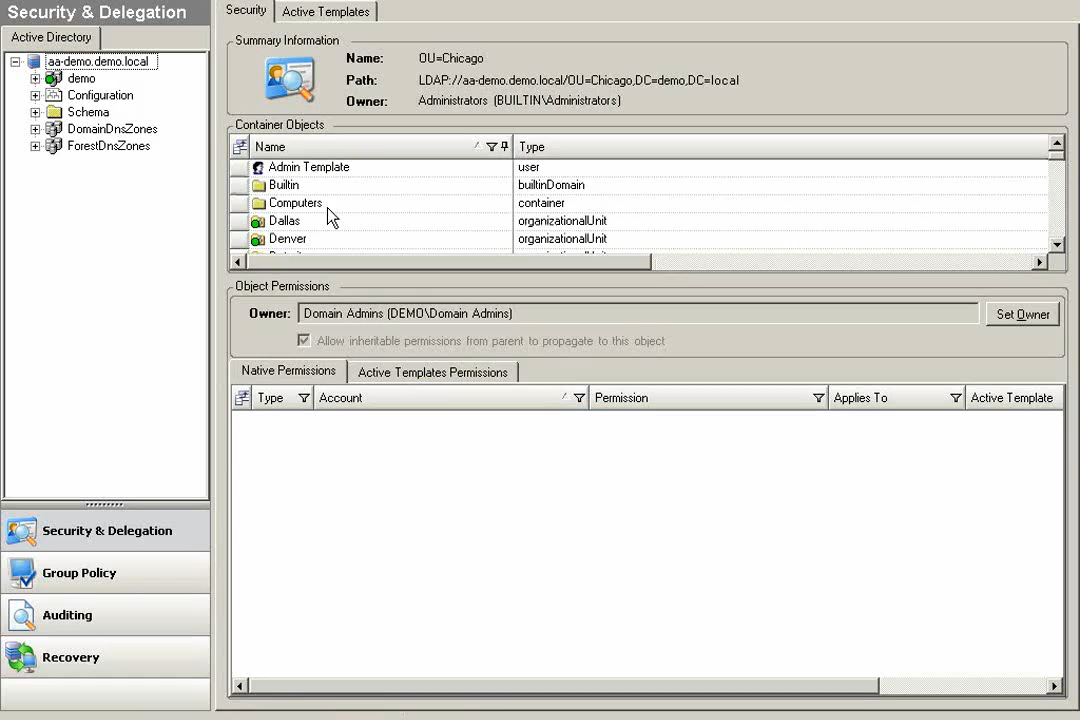 Security & Delegation
Active Directory
aa-demo.demo.local
demo
Configuration
Schema
DomainDnsZones
ForestDnsZones
Security & Delegation
Group Policy
Auditing
Recovery
Security
Active Templates
Summary Information
Name: OU=Chicago
Path: LDAP://aa-demo.demo.local/OU=Chicago,DC=demo,DC=local
Owner: Administrators (BUILTIN\Administrators)
Container Objects
Name Type
Admin Template user
Builtin builtinDomain
Computers container
Dallas organizationalUnit
Denver organizationalUnit
Object Permissions
Owner: Domain Admins (DEMO\Domain Admins) Set Owner
Allow inheritable permissions from parent to propagate to this object
Native Permissions
Active Templates Permissions
Type Account Permission Applies To Active Template